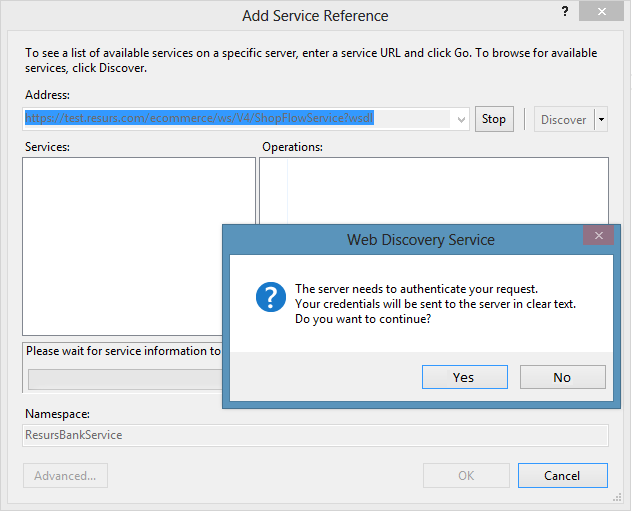 Add Service Reference
?
To see a list of available services on a specific server, enter a service URL and click Go. To browse for available
services, click Discover.
Address:
https://test.resurs.com/ecommerce/ws/V4/ShopFlowService?wsdl
Stop
Discover
Services:
Operations:
Web Discovery Service
The server needs to authenticate your request.
Your credentials will be sent to the server in clear text.
Do you want to continue?
Yes
No
Please wait for service information to
Namespace:
ResursBankService
Advanced...
OK
Cancel